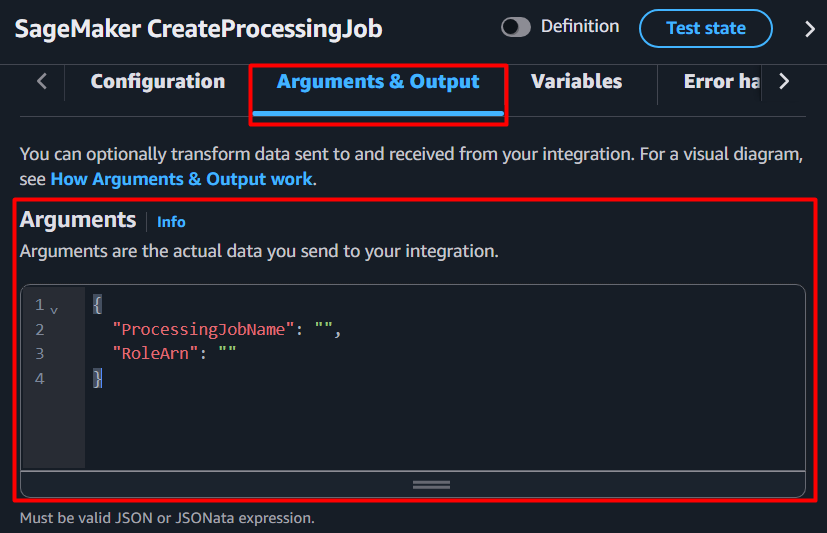 SageMaker CreateProcessingJob Definition Test state
Configuration Arguments & Output Variables Error ha
You can optionally transform data sent to and received from your integration. For a visual diagram,
see How Arguments & Output work.
Arguments Info
Arguments are the actual data you send to your integration.
1 {
2 "ProcessingJobName": "",
3 "RoleArn": ""
4 }
Must be valid JSON or JSONata expression.